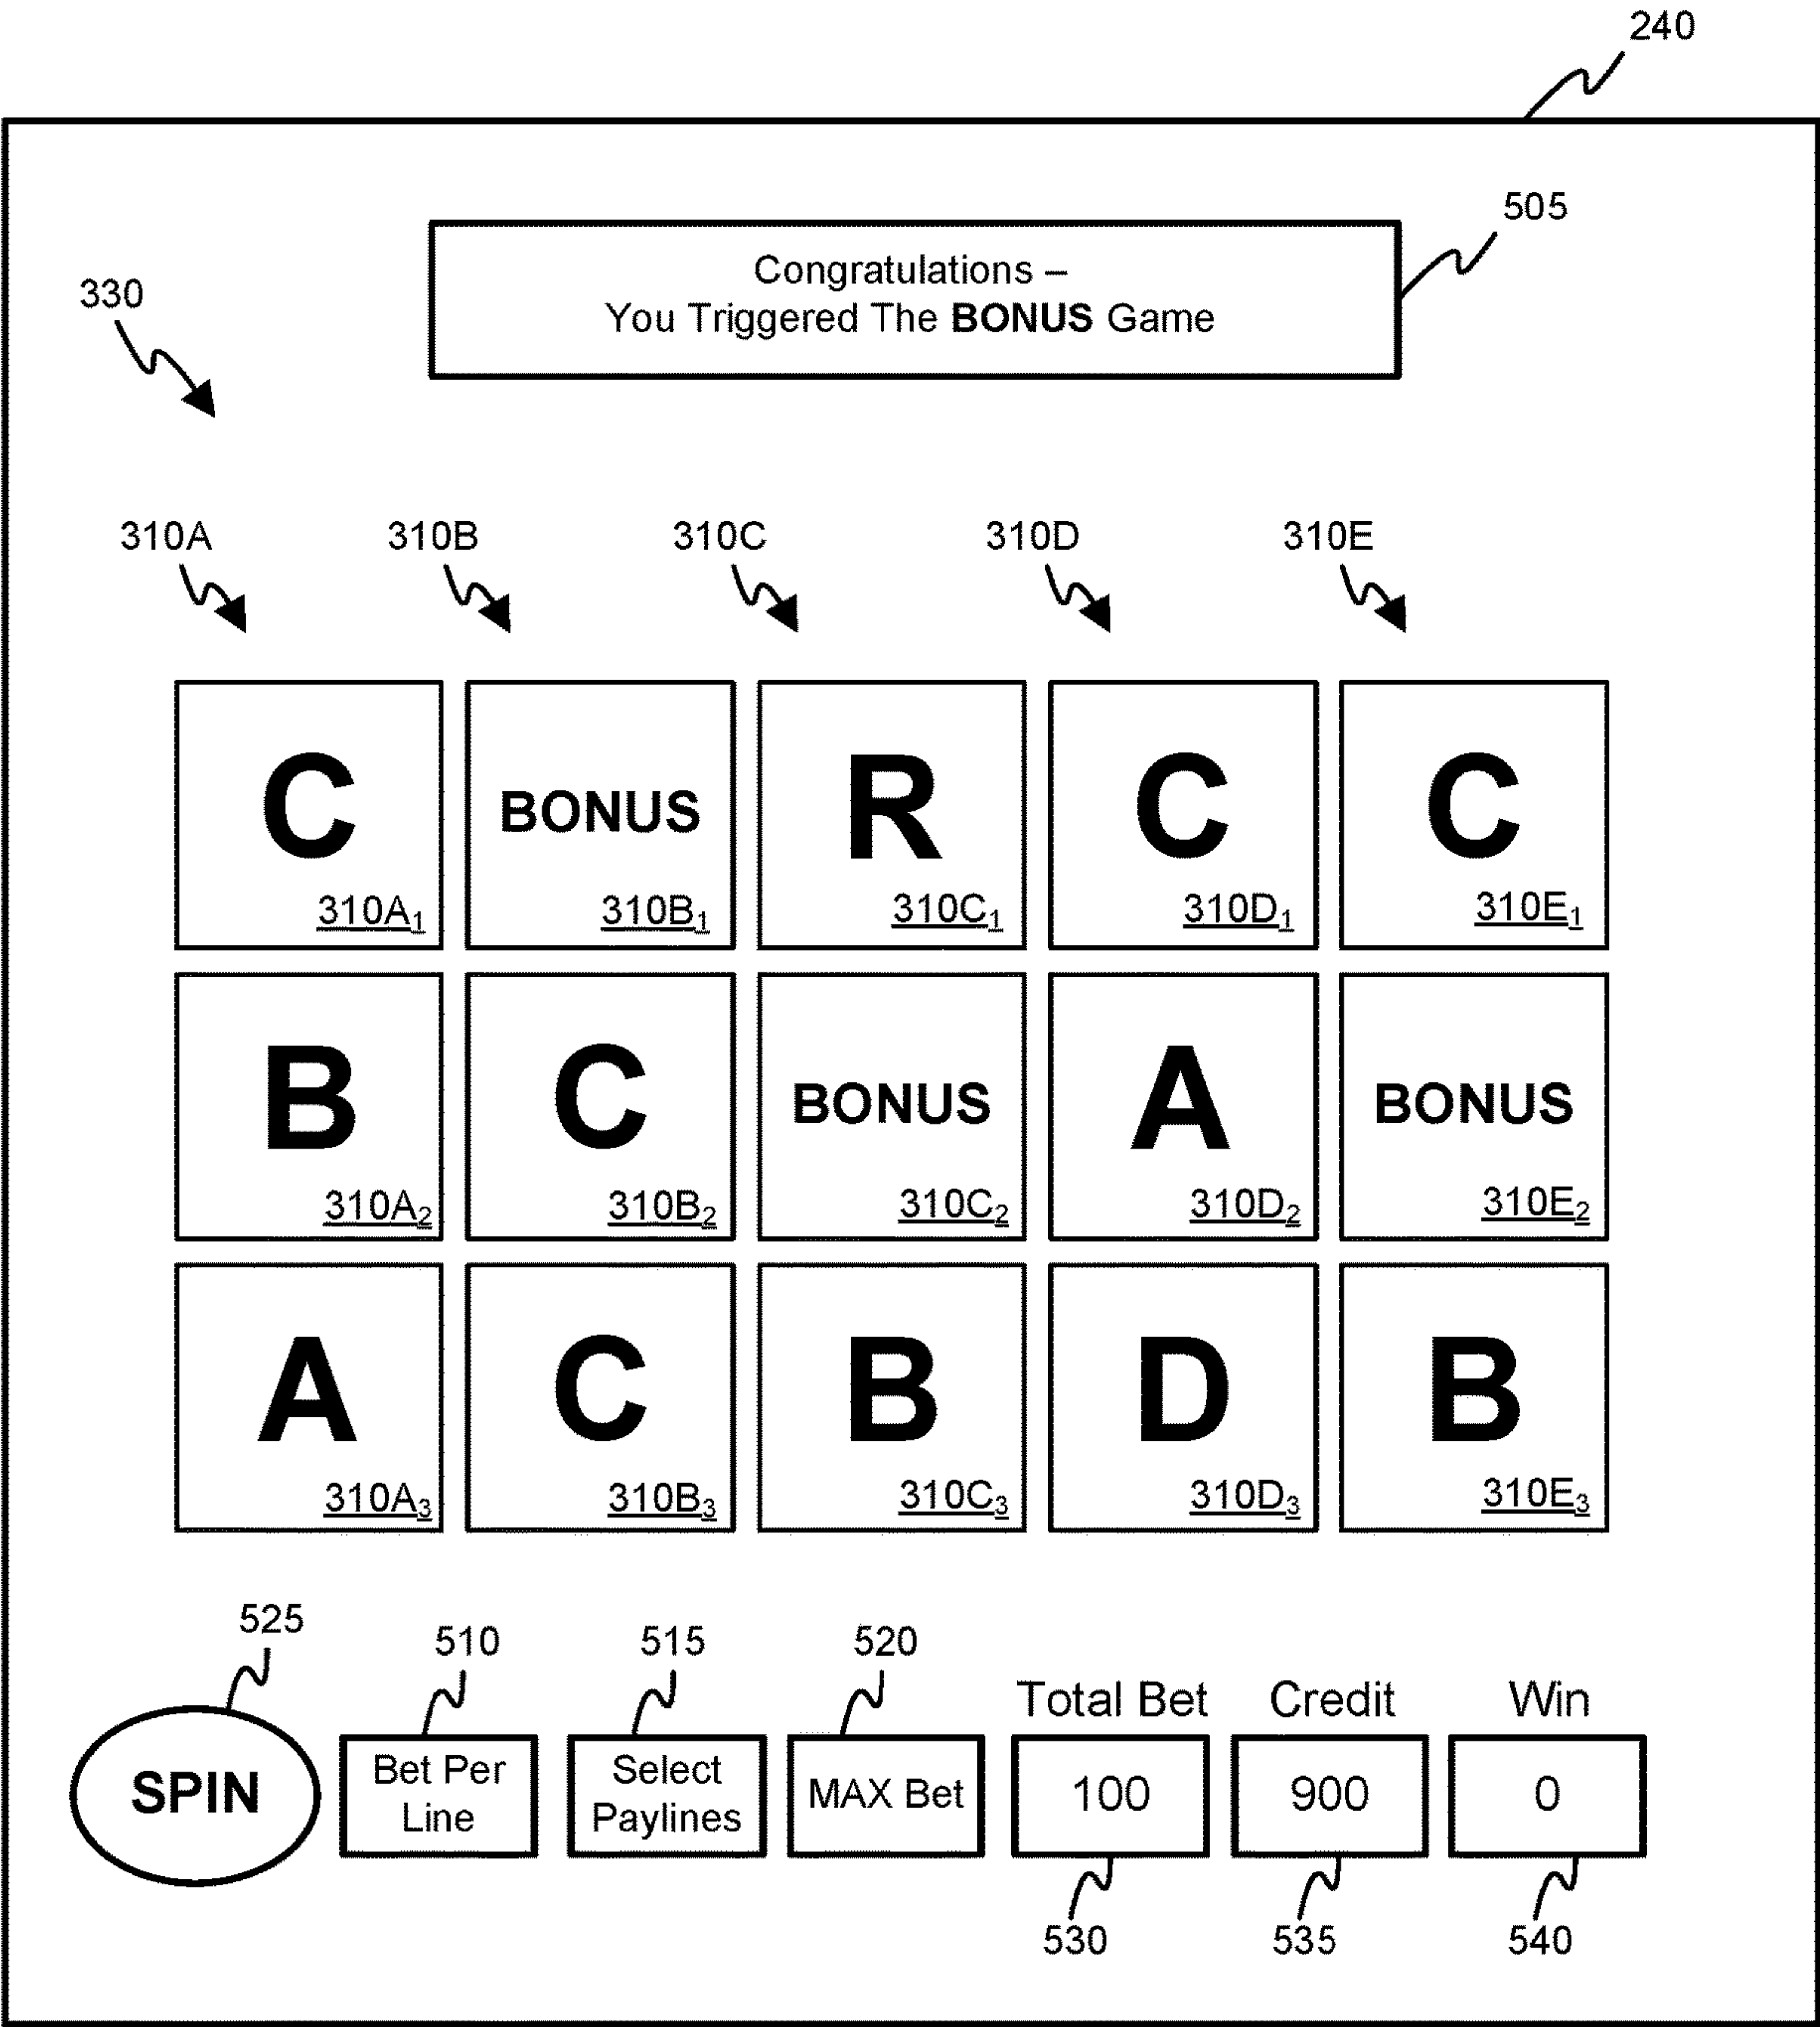 240
505
Congratulations –
You Triggered The BONUS Game
330
310A 310B 310C 310D 310E
C BONUS R C C
310A1 310B1 310C1 310D1 310E1
B C BONUS A BONUS
310A2 310B2 310C2 310D2 310E2
A C B D B
310A3 310B3 310C3 310D3 310E3
525 510 515 520
Total Bet Credit Win
SPIN
Bet Per
Line
Select
Paylines
MAX Bet
100 900 0
530 535 540